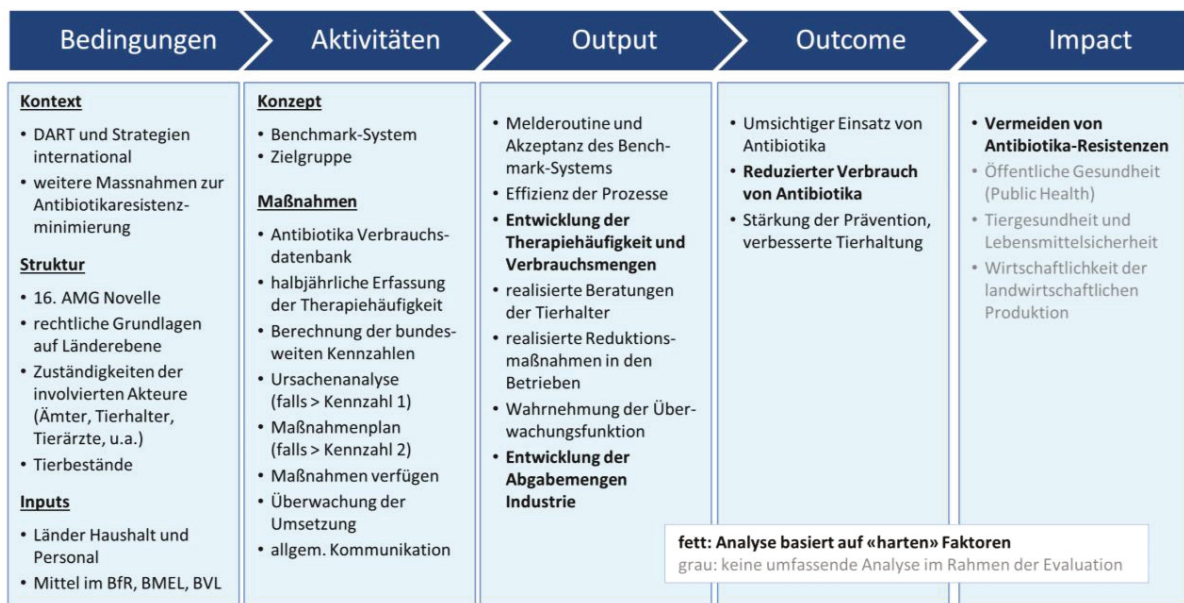 Bedingungen
Aktivitäten
Output
Outcome
Impact
Kontext
• DART und Strategien
international
• weitere Massnahmen zur
Antibiotikaresistenz-
minimierung
Struktur
• 16. AMG Novelle
• rechtliche Grundlagen
auf Länderebene
• Zuständigkeiten der
involvierten Akteure
(Ämter, Tierhalter,
Tierärzte, u.a.)
• Tierbestände
Inputs
• Länder Haushalt und
Personal
• Mittel im BfR, BMEL, BVL
Konzept
• Benchmark-System
• Zielgruppe
Maßnahmen
• Antibiotika Verbrauchs-
datenbank
• halbjährliche Erfassung
der Therapiehäufigkeit
• Berechnung der bundes-
weiten Kennzahlen
• Ursachenanalyse
(falls > Kennzahl 1)
• Maßnahmenplan
(falls > Kennzahl 2)
• Maßnahmen verfügen
• Überwachung der
Umsetzung
• allgem. Kommunikation
• Melderoutine und
Akzeptanz des Bench-
mark-Systems
• Effizienz der Prozesse
• Entwicklung der
Therapiehäufigkeit und
Verbrauchsmengen
• realisierte Beratungen
der Tierhalter
• realisierte Reduktions-
maßnahmen in den
Betrieben
• Wahrnehmung der Über-
wachungsfunktion
• Entwicklung der
Abgabemengen
Industrie
• Umsichtiger Einsatz von
Antibiotika
• Reduzierter Verbrauch
von Antibiotika
• Stärkung der Prävention,
verbesserte Tierhaltung
• Vermeiden von
Antibiotika-Resistenzen
• Öffentliche Gesundheit
(Public Health)
• Tiergesundheit und
Lebensmittelsicherheit
• Wirtschaftlichkeit der
landwirtschaftlichen
Produktion
fett: Analyse basiert auf «harten» Faktoren
grau: keine umfassende Analyse im Rahmen der Evaluation